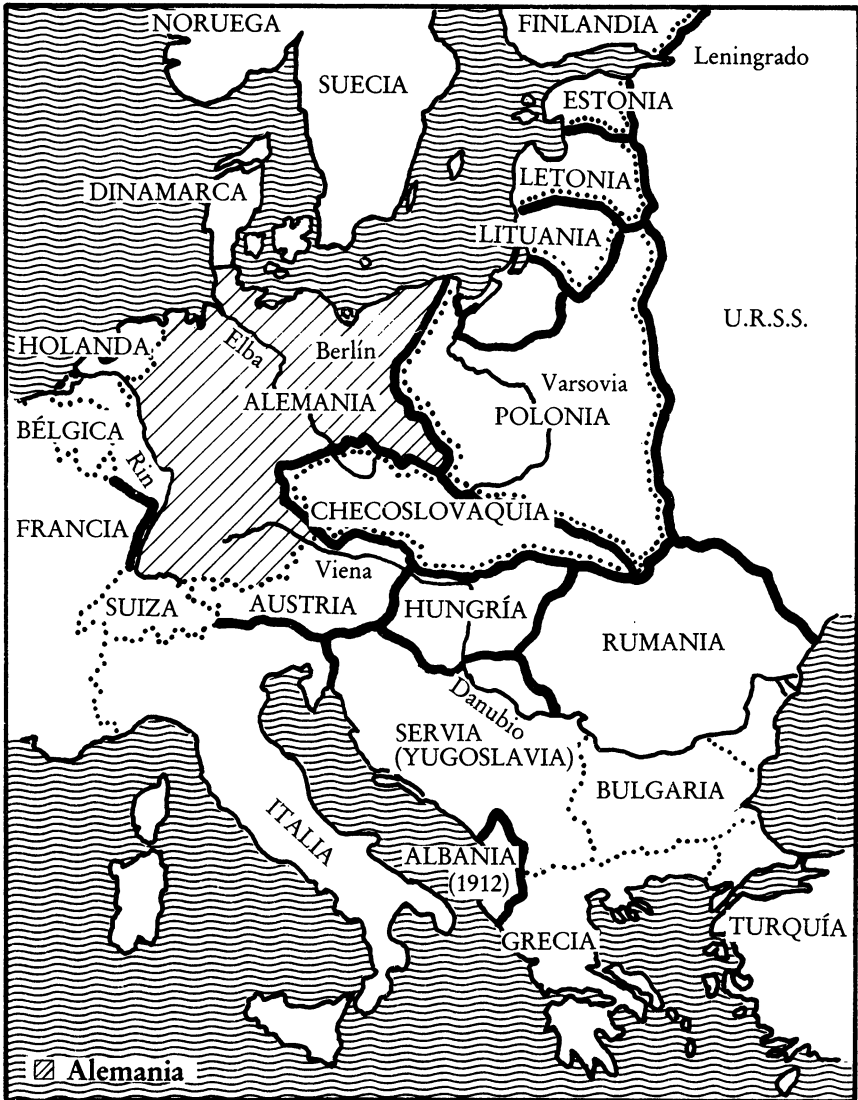 NORUEGA
FINLANDIA
SUECIA
Leningrado
ESTONIA
LETONIA
DINAMARCA
LITUANIA
U.R.S.S.
HOLANDA
Elba
Berlín
Varsovia
ALEMANIA
POLONIA
BÉLGICA
Rin
CHECOSLOVAQUIA
FRANCIA
Viena
SUIZA
AUSTRIA
HUNGRÍA
RUMANIA
Danubio
SERVIA
(YUGOSLAVIA)
BULGARIA
ITALIA
ALBANIA
(1912)
TURQUÍA
GRECIA
Alemania